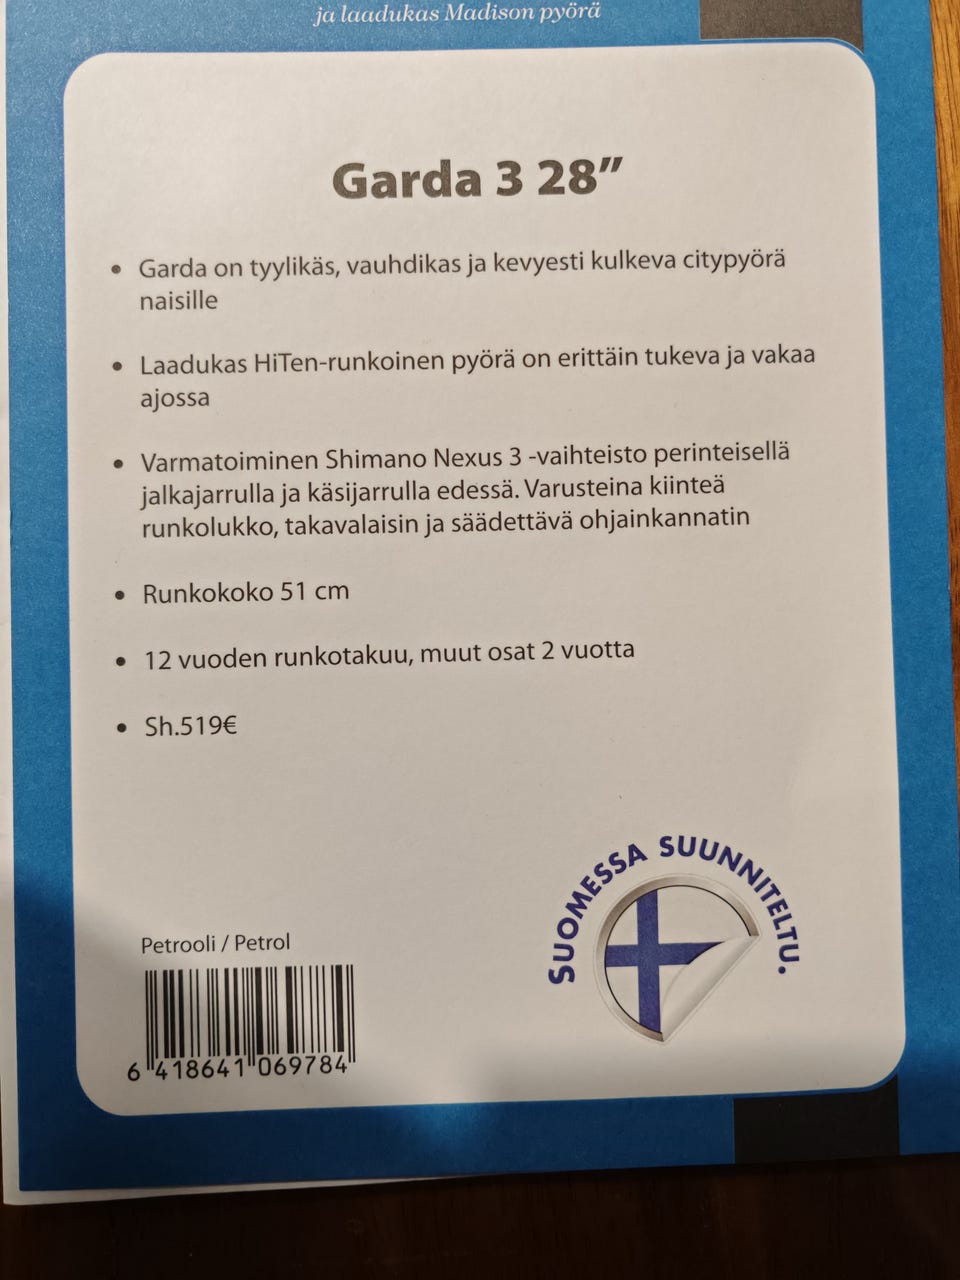 ja laadukas Madison pyörä
Garda 3 28”
• Garda on tyylikäs, vauhdikas ja kevyesti kulkeva citypyörä
naisille
• Laadukas HiTen-runkoinen pyörä on erittäin tukeva ja vakaa
ajossa
• Varmatoiminen Shimano Nexus 3 -vaihteisto perinteisellä
jalkajarrulla ja käsijarrulla edessä. Varusteina kiinteä
runkolukko, takavalaisin ja säädettävä ohjainkannatin
• Runkokoko 51 cm
• 12 vuoden runkotakuu, muut osat 2 vuotta
• Sh.519€
SUOMESSA SUUNNITELTU.
Petrooli / Petrol
6 418641 069784